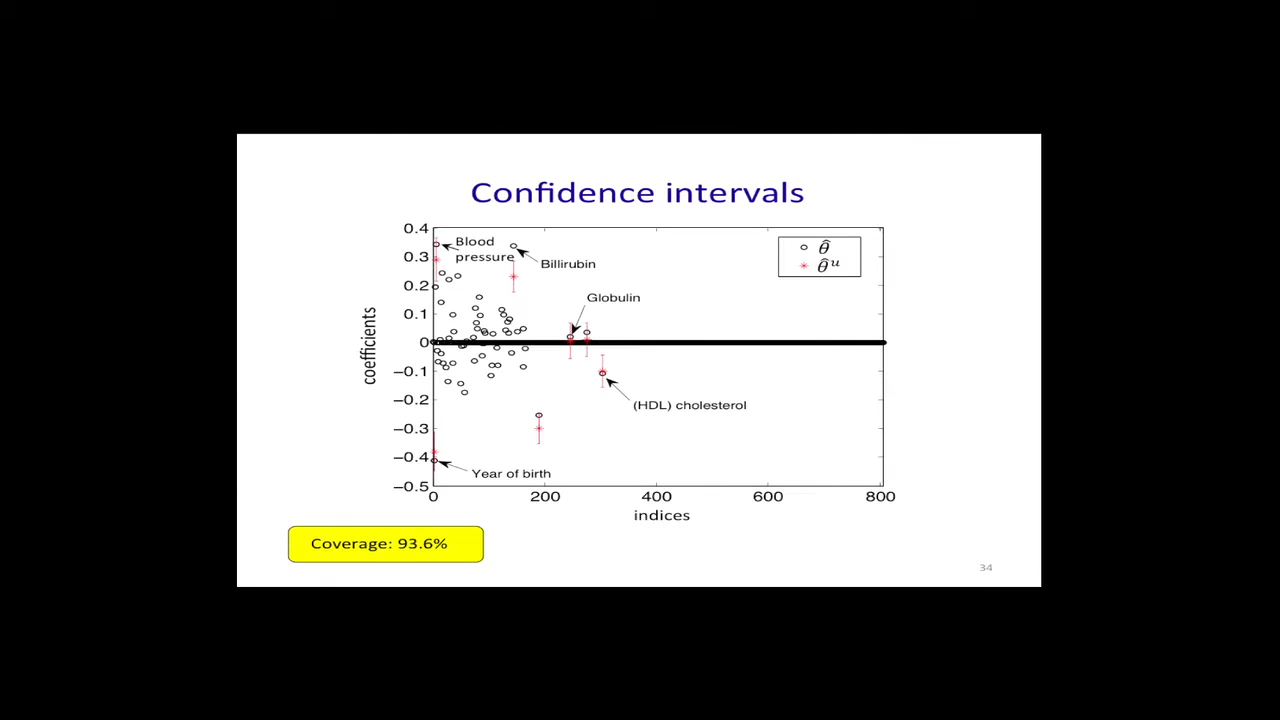 Confidence intervals
0.4
0.3
0.2
0.1
0
−0.1
−0.2
−0.3
−0.4
−0.5
coefficients
Blood
pressure
Billirubin
Globulin
(HDL) cholesterol
Year of birth
θ̂
θ̂ᵘ
0 200 400 600 800
indices
Coverage: 93.6%
34